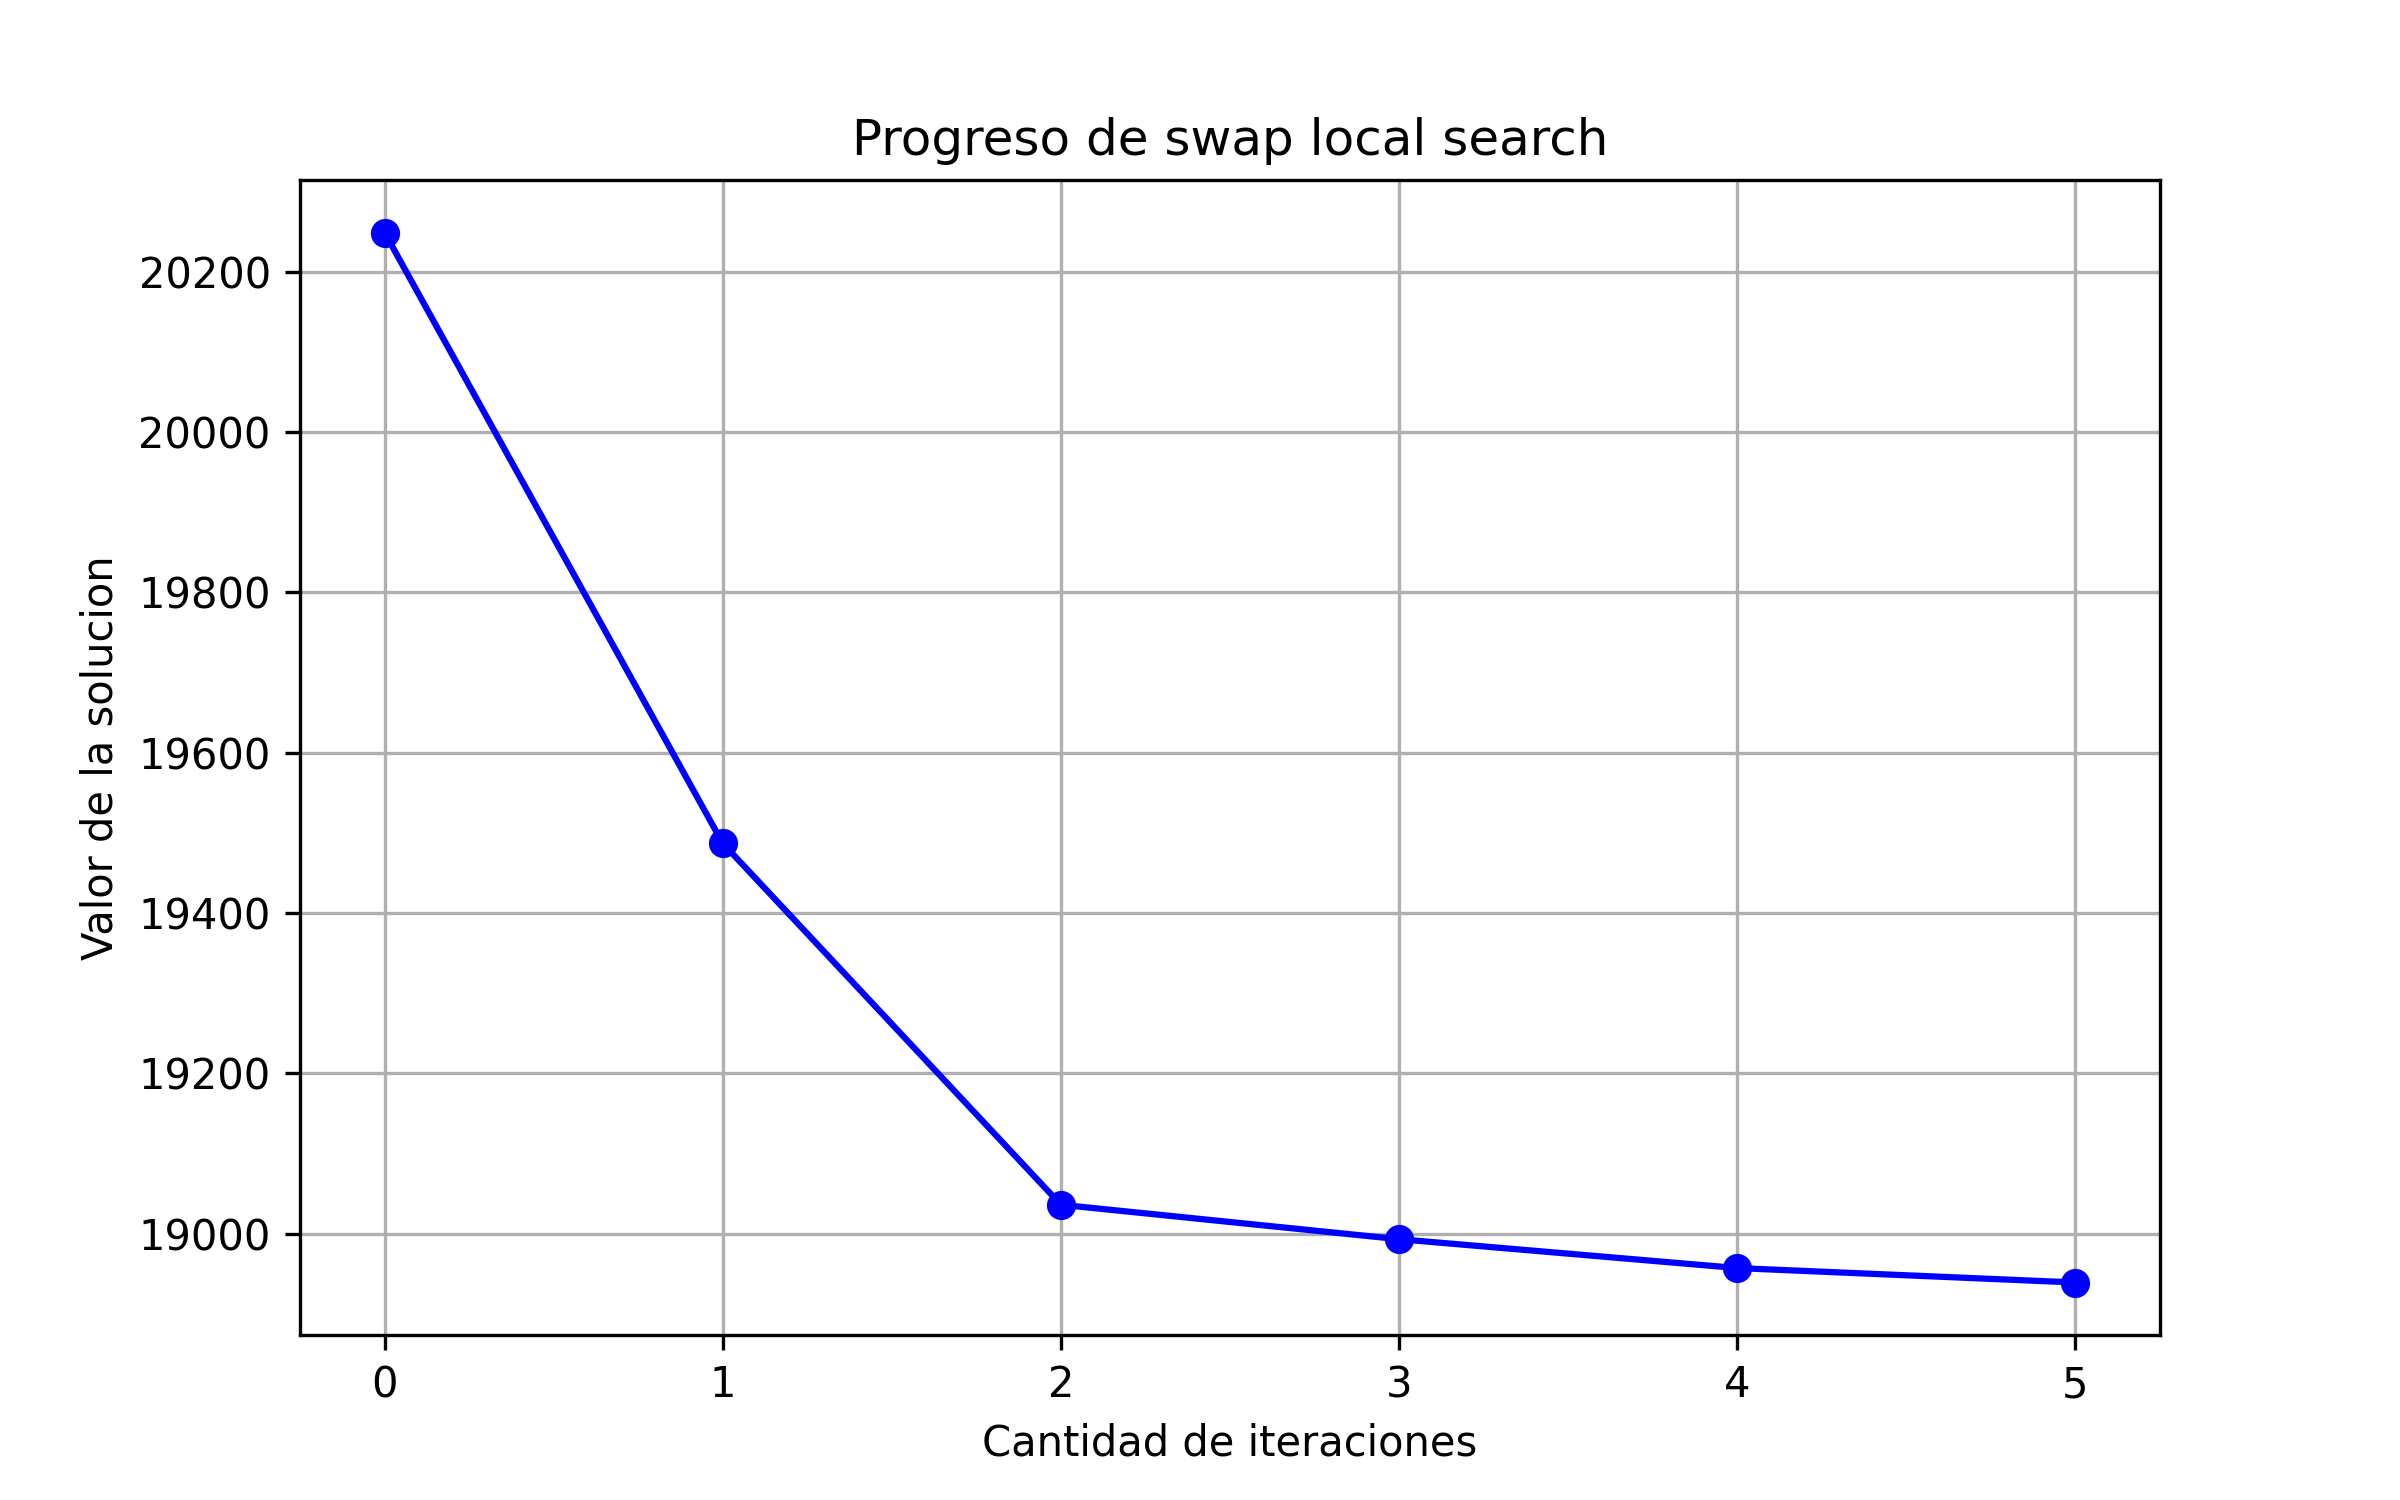 Progreso de swap local search
Valor de la solucion
20200
20000
19800
19600
19400
19200
19000
0 1 2 3 4 5
Cantidad de iteraciones